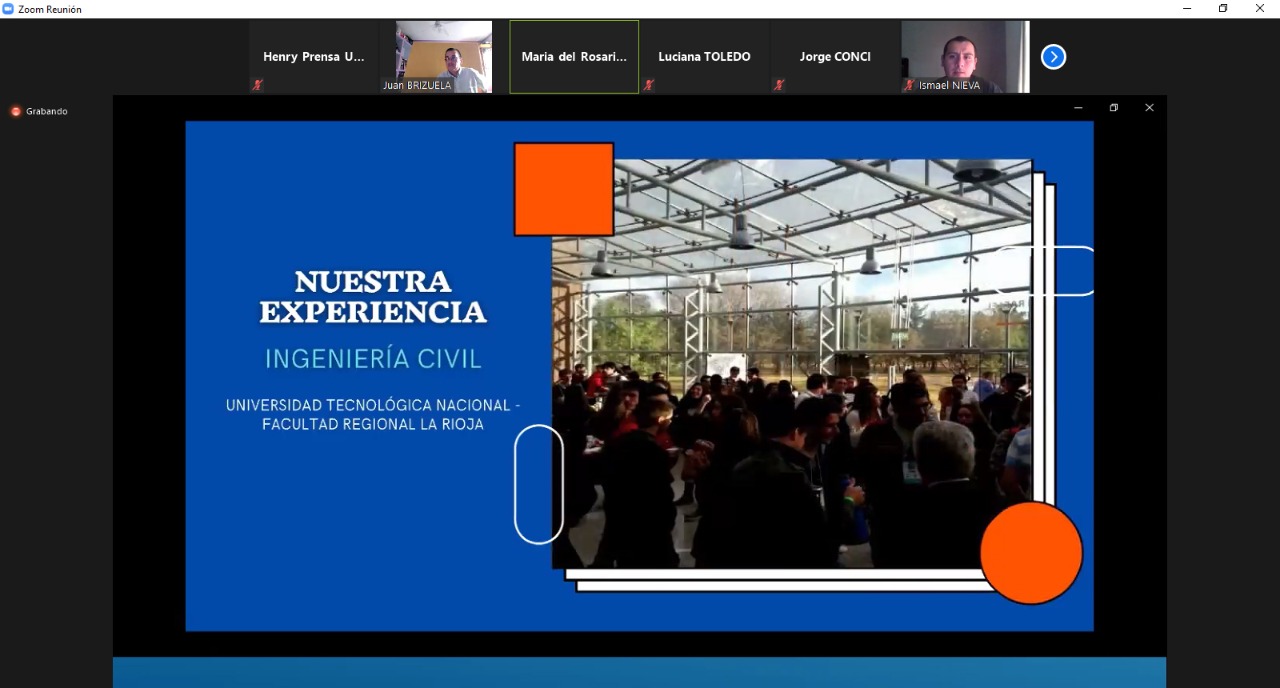 Zoom Reunión
Henry Prensa U...
Juan BRIZUELA
Maria del Rosari...
Luciana TOLEDO
Jorge CONCI
Ismael NIEVA
Grabando
NUESTRA
EXPERIENCIA
INGENIERÍA CIVIL
UNIVERSIDAD TECNOLÓGICA NACIONAL -
FACULTAD REGIONAL LA RIOJA